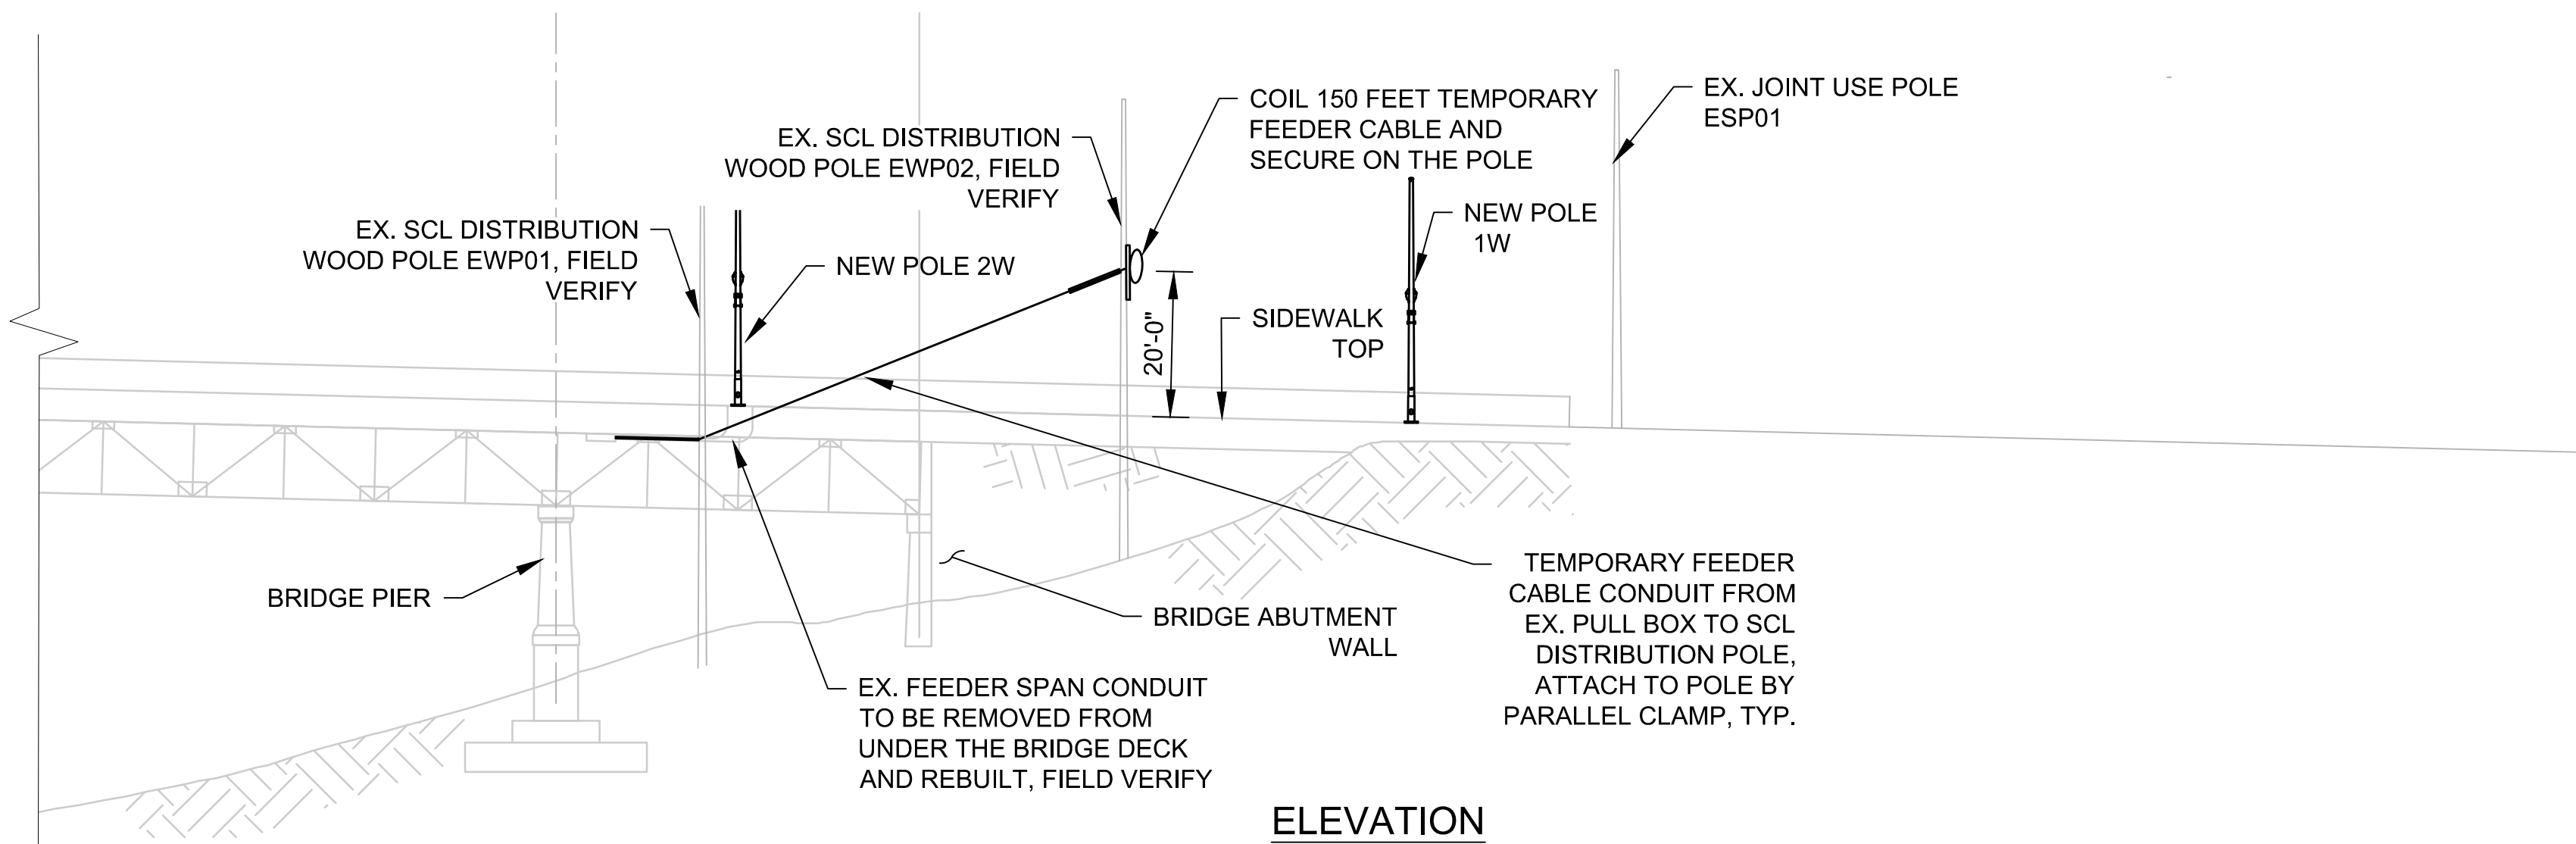 EX. JOINT USE POLE
ESP01
COIL 150 FEET TEMPORARY
FEEDER CABLE AND
SECURE ON THE POLE
EX. SCL DISTRIBUTION
WOOD POLE EWP02, FIELD
VERIFY
NEW POLE
1W
EX. SCL DISTRIBUTION
WOOD POLE EWP01, FIELD
VERIFY
NEW POLE 2W
20'-0"
SIDEWALK
TOP
BRIDGE PIER
BRIDGE ABUTMENT
WALL
TEMPORARY FEEDER
CABLE CONDUIT FROM
EX. PULL BOX TO SCL
DISTRIBUTION POLE,
ATTACH TO POLE BY
PARALLEL CLAMP, TYP.
EX. FEEDER SPAN CONDUIT
TO BE REMOVED FROM
UNDER THE BRIDGE DECK
AND REBUILT, FIELD VERIFY
ELEVATION